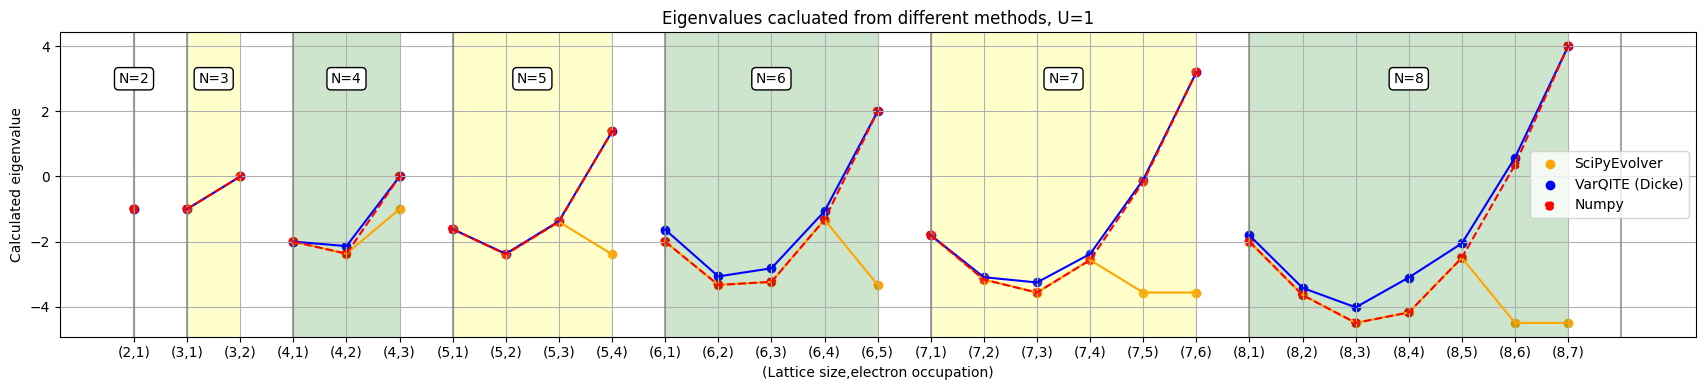 Eigenvalues cacluated from different methods, U=1
Calculated eigenvalue
4
2
0
−2
−4
N=2
N=3
N=4
N=5
N=6
N=7
N=8
SciPyEvolver
VarQITE (Dicke)
Numpy
(2,1) (3,1) (3,2) (4,1) (4,2) (4,3) (5,1) (5,2) (5,3) (5,4) (6,1) (6,2) (6,3) (6,4) (6,5) (7,1) (7,2) (7,3) (7,4) (7,5) (7,6) (8,1) (8,2) (8,3) (8,4) (8,5) (8,6) (8,7)
(Lattice size,electron occupation)